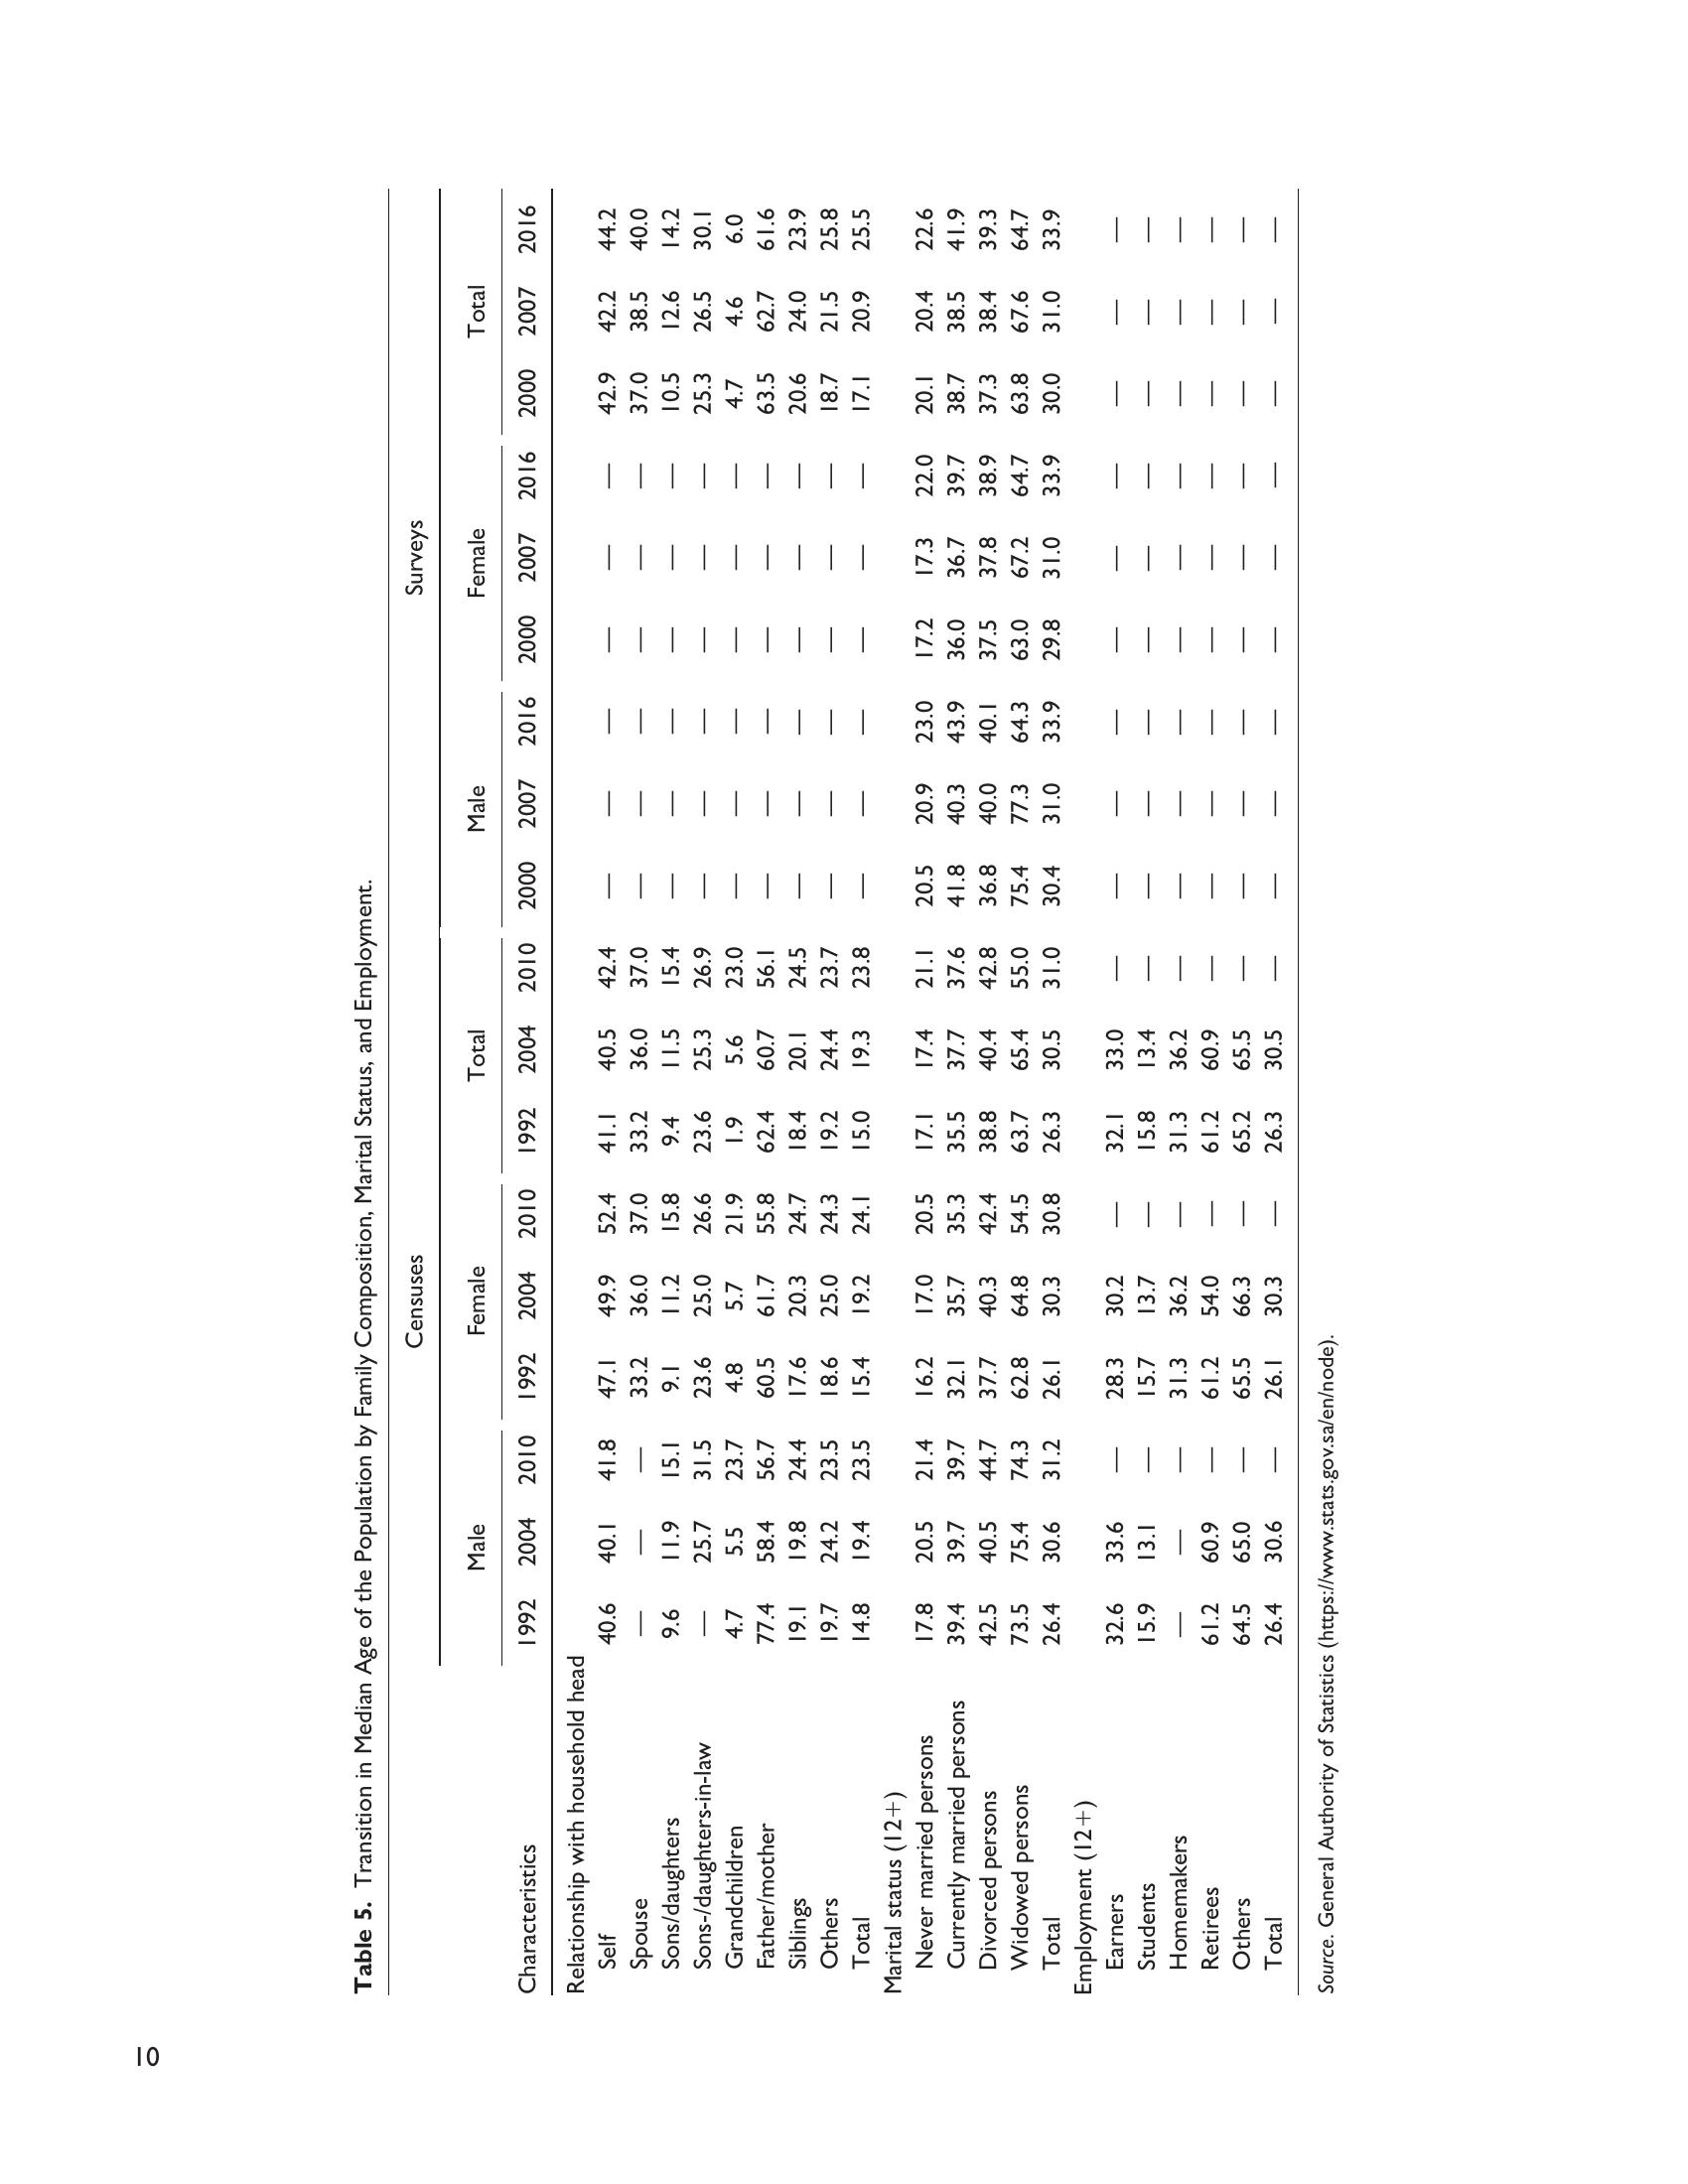 10
Table 5. Transition in Median Age of the Population by Family Composition, Marital Status, and Employment.
Censuses Surveys
Male Female Total Male Female Total
Characteristics 1992 2004 2010 1992 2004 2010 1992 2004 2010 2000 2007 2016 2000 2007 2016 2000 2007 2016
Relationship with household head
Self 40.6 40.1 41.8 47.1 49.9 52.4 41.1 40.5 42.4 — — — — — — 42.9 42.2 44.2
Spouse — — — 33.2 36.0 37.0 33.2 36.0 37.0 — — — — — — 37.0 38.5 40.0
Sons/daughters 9.6 11.9 15.1 9.1 11.2 15.8 9.4 11.5 15.4 — — — — — — 10.5 12.6 14.2
Sons-/daughters-in-law — 25.7 31.5 23.6 25.0 26.6 23.6 25.3 26.9 — — — — — — 25.3 26.5 30.1
Grandchildren 4.7 5.5 23.7 4.8 5.7 21.9 1.9 5.6 23.0 — — — — — — 4.7 4.6 6.0
Father/mother 77.4 58.4 56.7 60.5 61.7 55.8 62.4 60.7 56.1 — — — — — — 63.5 62.7 61.6
Siblings 19.1 19.8 24.4 17.6 20.3 24.7 18.4 20.1 24.5 — — — — — — 20.6 24.0 23.9
Others 19.7 24.2 23.5 18.6 25.0 24.3 19.2 24.4 23.7 — — — — — — 18.7 21.5 25.8
Total 14.8 19.4 23.5 15.4 19.2 24.1 15.0 19.3 23.8 — — — — — — 17.1 20.9 25.5
Marital status (12+)
Never married persons 17.8 20.5 21.4 16.2 17.0 20.5 17.1 17.4 21.1 20.5 20.9 23.0 17.2 17.3 22.0 20.1 20.4 22.6
Currently married persons 39.4 39.7 39.7 32.1 35.7 35.3 35.5 37.7 37.6 41.8 40.3 43.9 36.0 36.7 39.7 38.7 38.5 41.9
Divorced persons 42.5 40.5 44.7 37.7 40.3 42.4 38.8 40.4 42.8 36.8 40.0 40.1 37.5 37.8 38.9 37.3 38.4 39.3
Widowed persons 73.5 75.4 74.3 62.8 64.8 54.5 63.7 65.4 55.0 75.4 77.3 64.3 63.0 67.2 64.7 63.8 67.6 64.7
Total 26.4 30.6 31.2 26.1 30.3 30.8 26.3 30.5 31.0 30.4 31.0 33.9 29.8 31.0 33.9 30.0 31.0 33.9
Employment (12+)
Earners 32.6 33.6 — 28.3 30.2 — 32.1 33.0 — — — — — — — — — —
Students 15.9 13.1 — 15.7 13.7 — 15.8 13.4 — — — — — — — — — —
Homemakers — — — 31.3 36.2 — 31.3 36.2 — — — — — — — — — —
Retirees 61.2 60.9 — 61.2 54.0 — 61.2 60.9 — — — — — — — — — —
Others 64.5 65.0 — 65.5 66.3 — 65.2 65.5 — — — — — — — — — —
Total 26.4 30.6 — 26.1 30.3 — 26.3 30.5 — — — — — — — — — —
Source. General Authority of Statistics (https://www.stats.gov.sa/en/node).